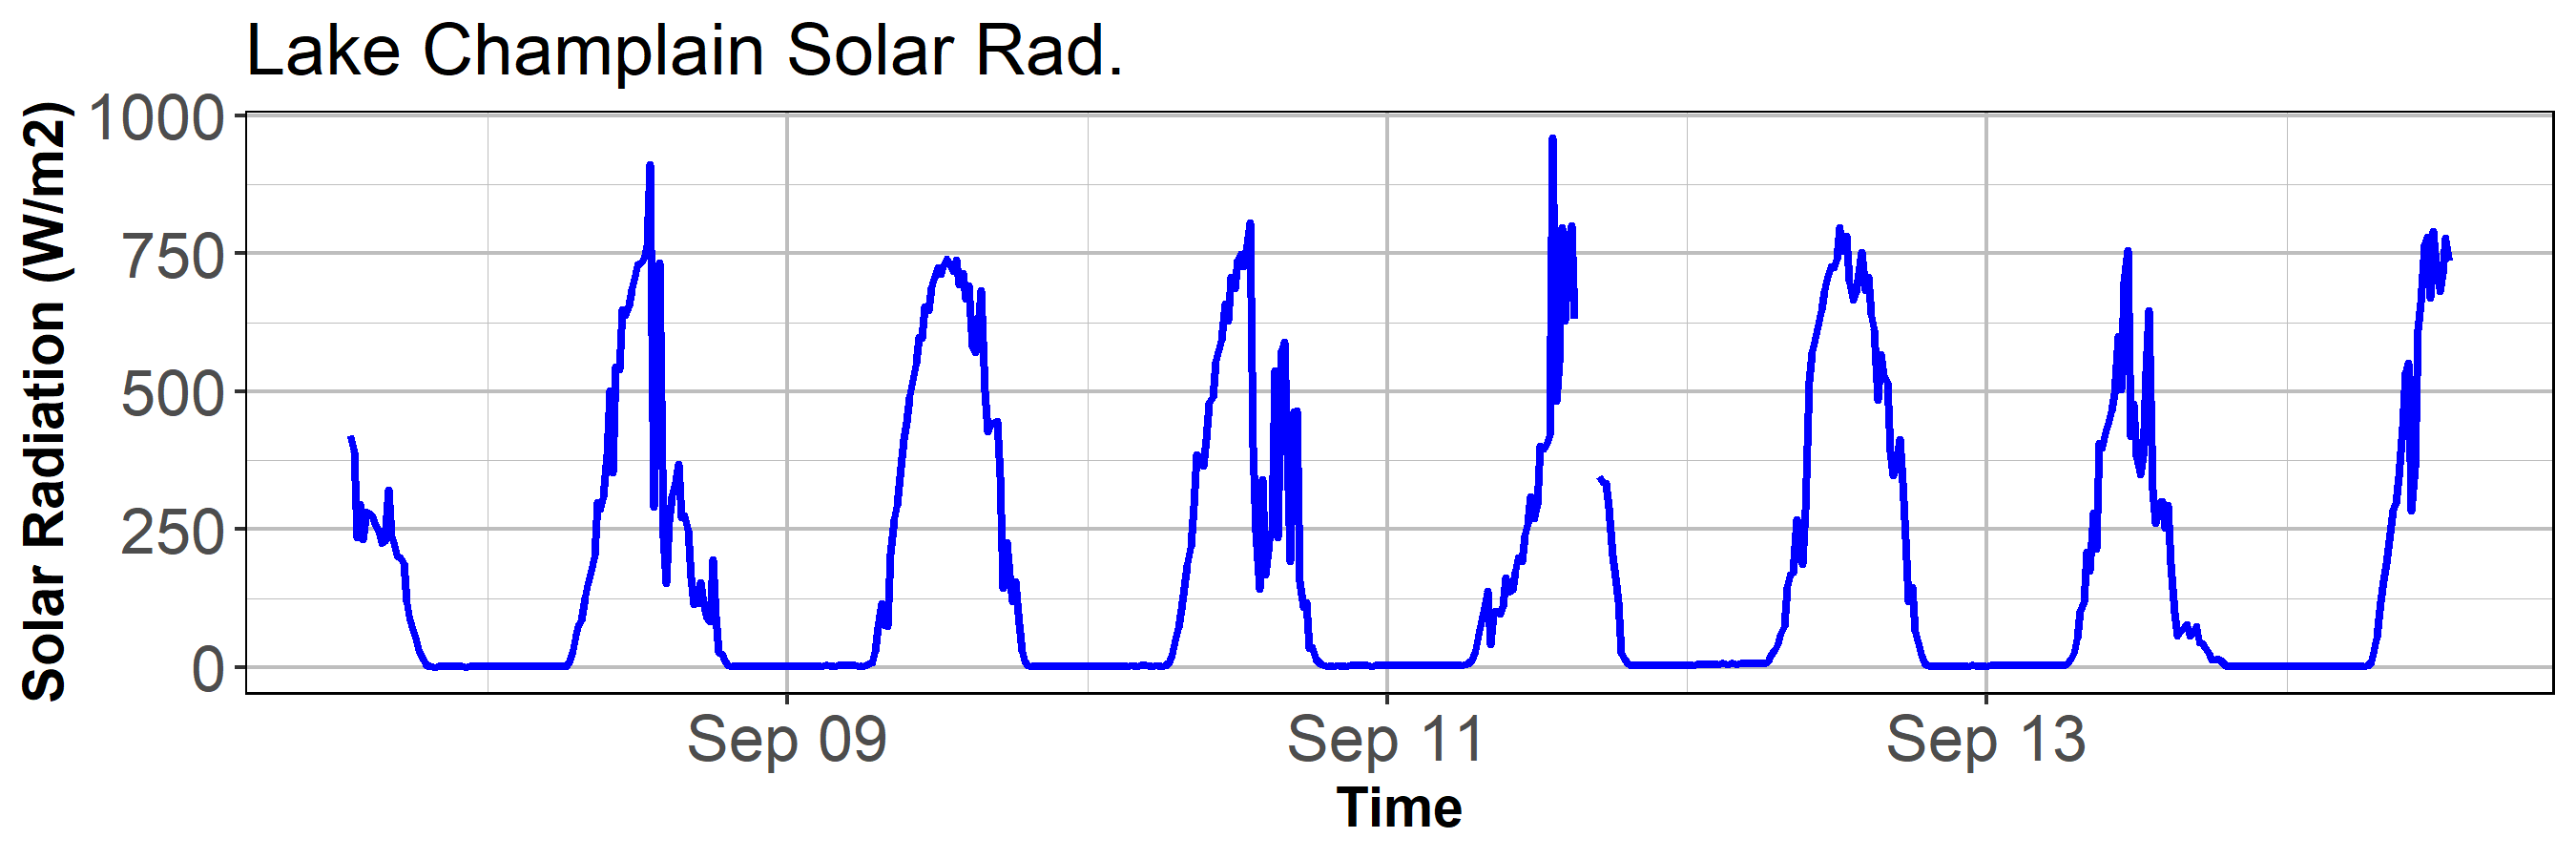 Lake Champlain Solar Rad.
Solar Radiation (W/m2)
1000
750
500
250
0
Sep 09
Sep 11
Sep 13
Time